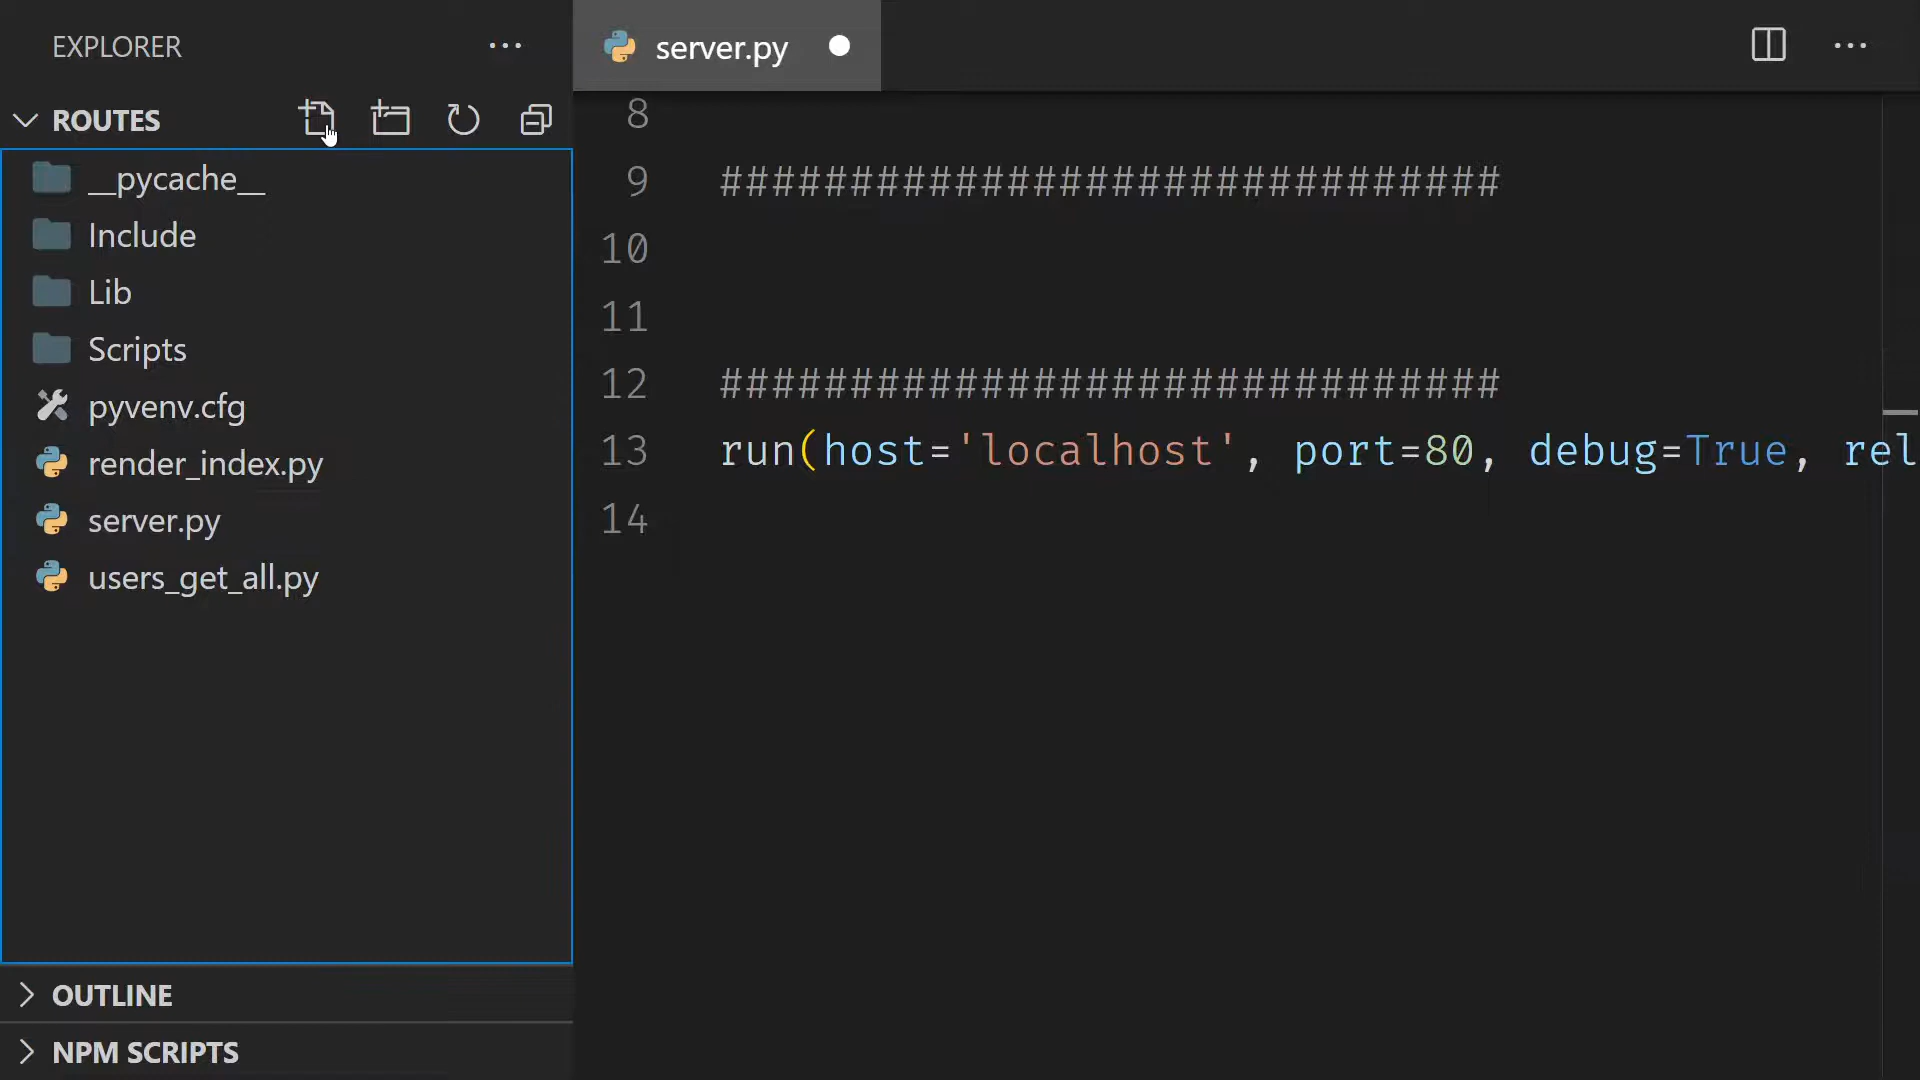 EXPLORER
ROUTES
__pycache__
Include
Lib
Scripts
pyvenv.cfg
render_index.py
server.py
users_get_all.py
OUTLINE
NPM SCRIPTS
server.py
8
9 ##############################
10
11
12 ##############################
13 run(host='localhost', port=80, debug=True, rel
14